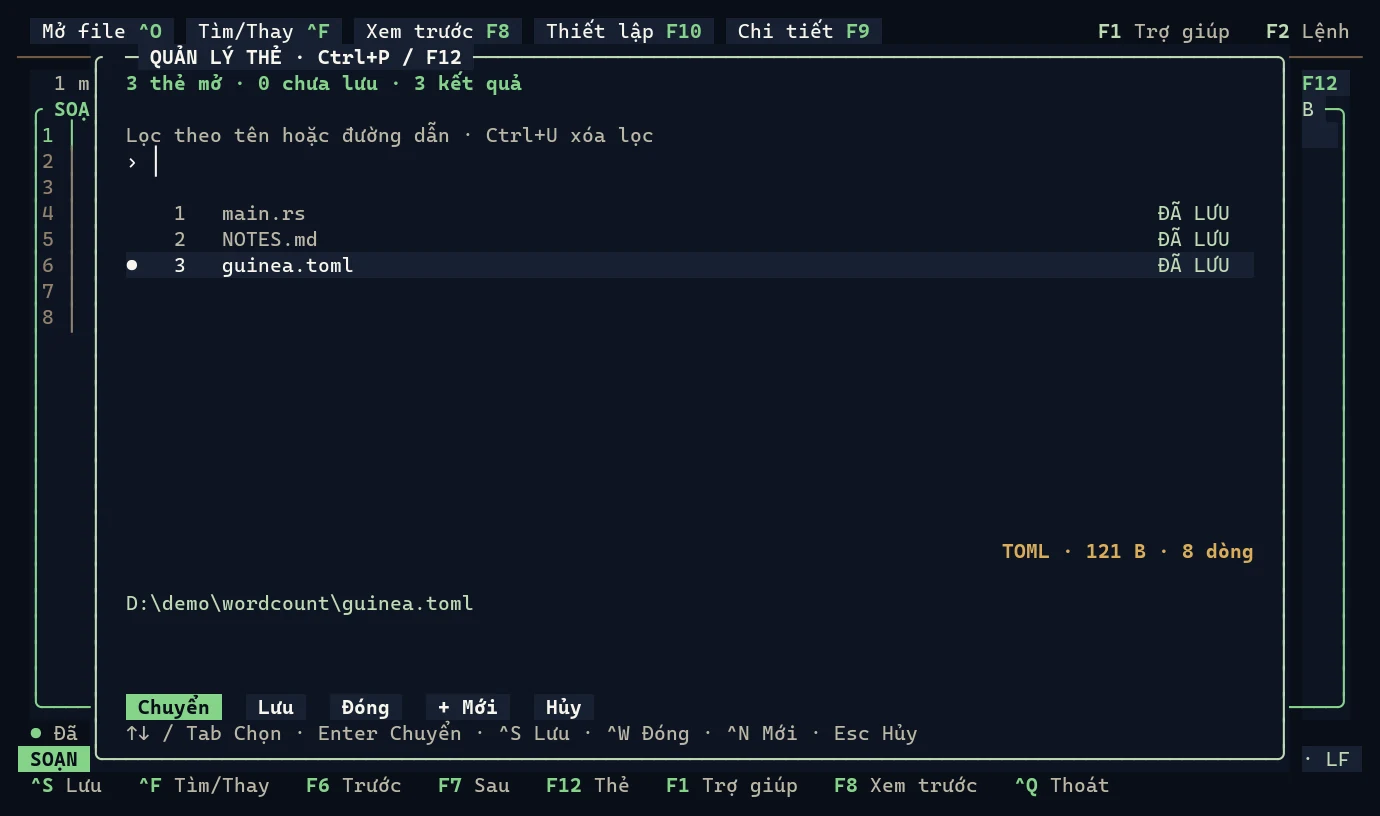 Mở file ^O Tìm/Thay ^F Xem trước F8 Thiết lập F10 Chi tiết F9 F1 Trợ giúp F2 Lệnh
QUẢN LÝ THẺ · Ctrl+P / F12
1 m 3 thẻ mở · 0 chưa lưu · 3 kết quả F12
SOẠ B
1 Lọc theo tên hoặc đường dẫn · Ctrl+U xóa lọc
2 ›
3
4 1 main.rs ĐÃ LƯU
5 2 NOTES.md ĐÃ LƯU
6 ● 3 guinea.toml ĐÃ LƯU
7
8
TOML · 121 B · 8 dòng
D:\demo\wordcount\guinea.toml
Chuyển Lưu Đóng + Mới Hủy
● Đã ↑↓ / Tab Chọn · Enter Chuyển · ^S Lưu · ^W Đóng · ^N Mới · Esc Hủy
SOẠN · LF
^S Lưu ^F Tìm/Thay F6 Trước F7 Sau F12 Thẻ F1 Trợ giúp F8 Xem trước ^Q Thoát